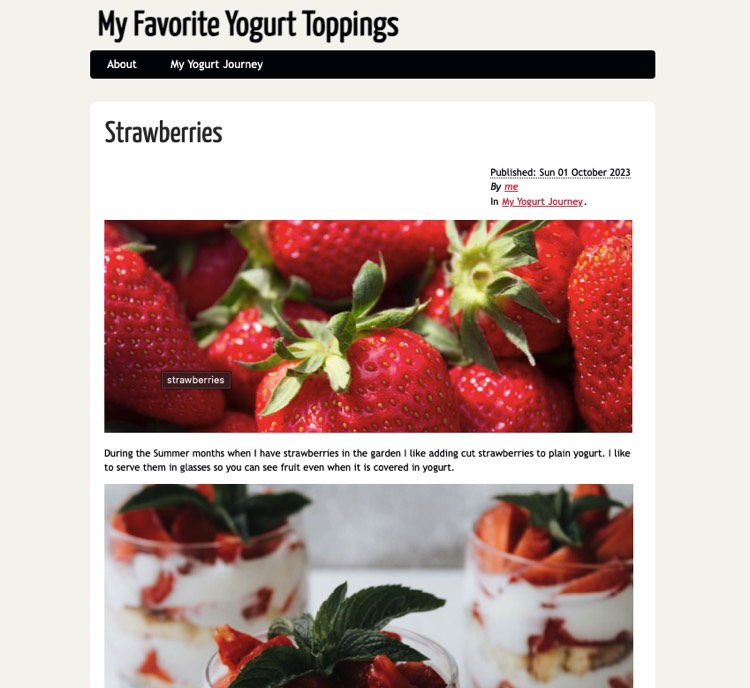 My Favorite Yogurt Toppings
About My Yogurt Journey
Strawberries
Published: Sun 01 October 2023
By me
In My Yogurt Journey.
strawberries
During the Summer months when I have strawberries in the garden I like adding cut strawberries to plain yogurt. I like
to serve them in glasses so you can see fruit even when it is covered in yogurt.